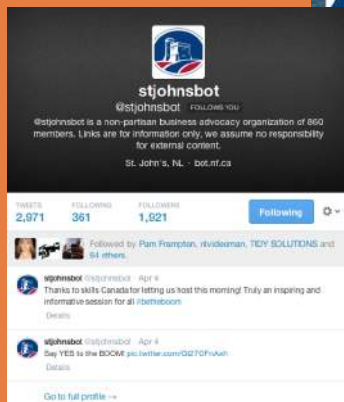 stjohnsbot
@stjohnsbot FOLLOWS YOU
@stjohnsbot is a non-partisan business advocacy organization of 860
members. Links are for information only, we assume no responsibility
for external content.
St. John's, NL · bot.nf.ca
TWEETS FOLLOWING FOLLOWERS
2,971 361 1,921 Following
Followed by Pam Frampton, nlvideoman, TIDY SOLUTIONS and
64 others.
stjohnsbot @stjohnsbot · Apr 4
Thanks to skills Canada for letting us host this morning! Truly an inspiring and
informative session for all #betheboom
Details
stjohnsbot @stjohnsbot · Apr 4
Say YES to the BOOM!
Details
Go to full profile →